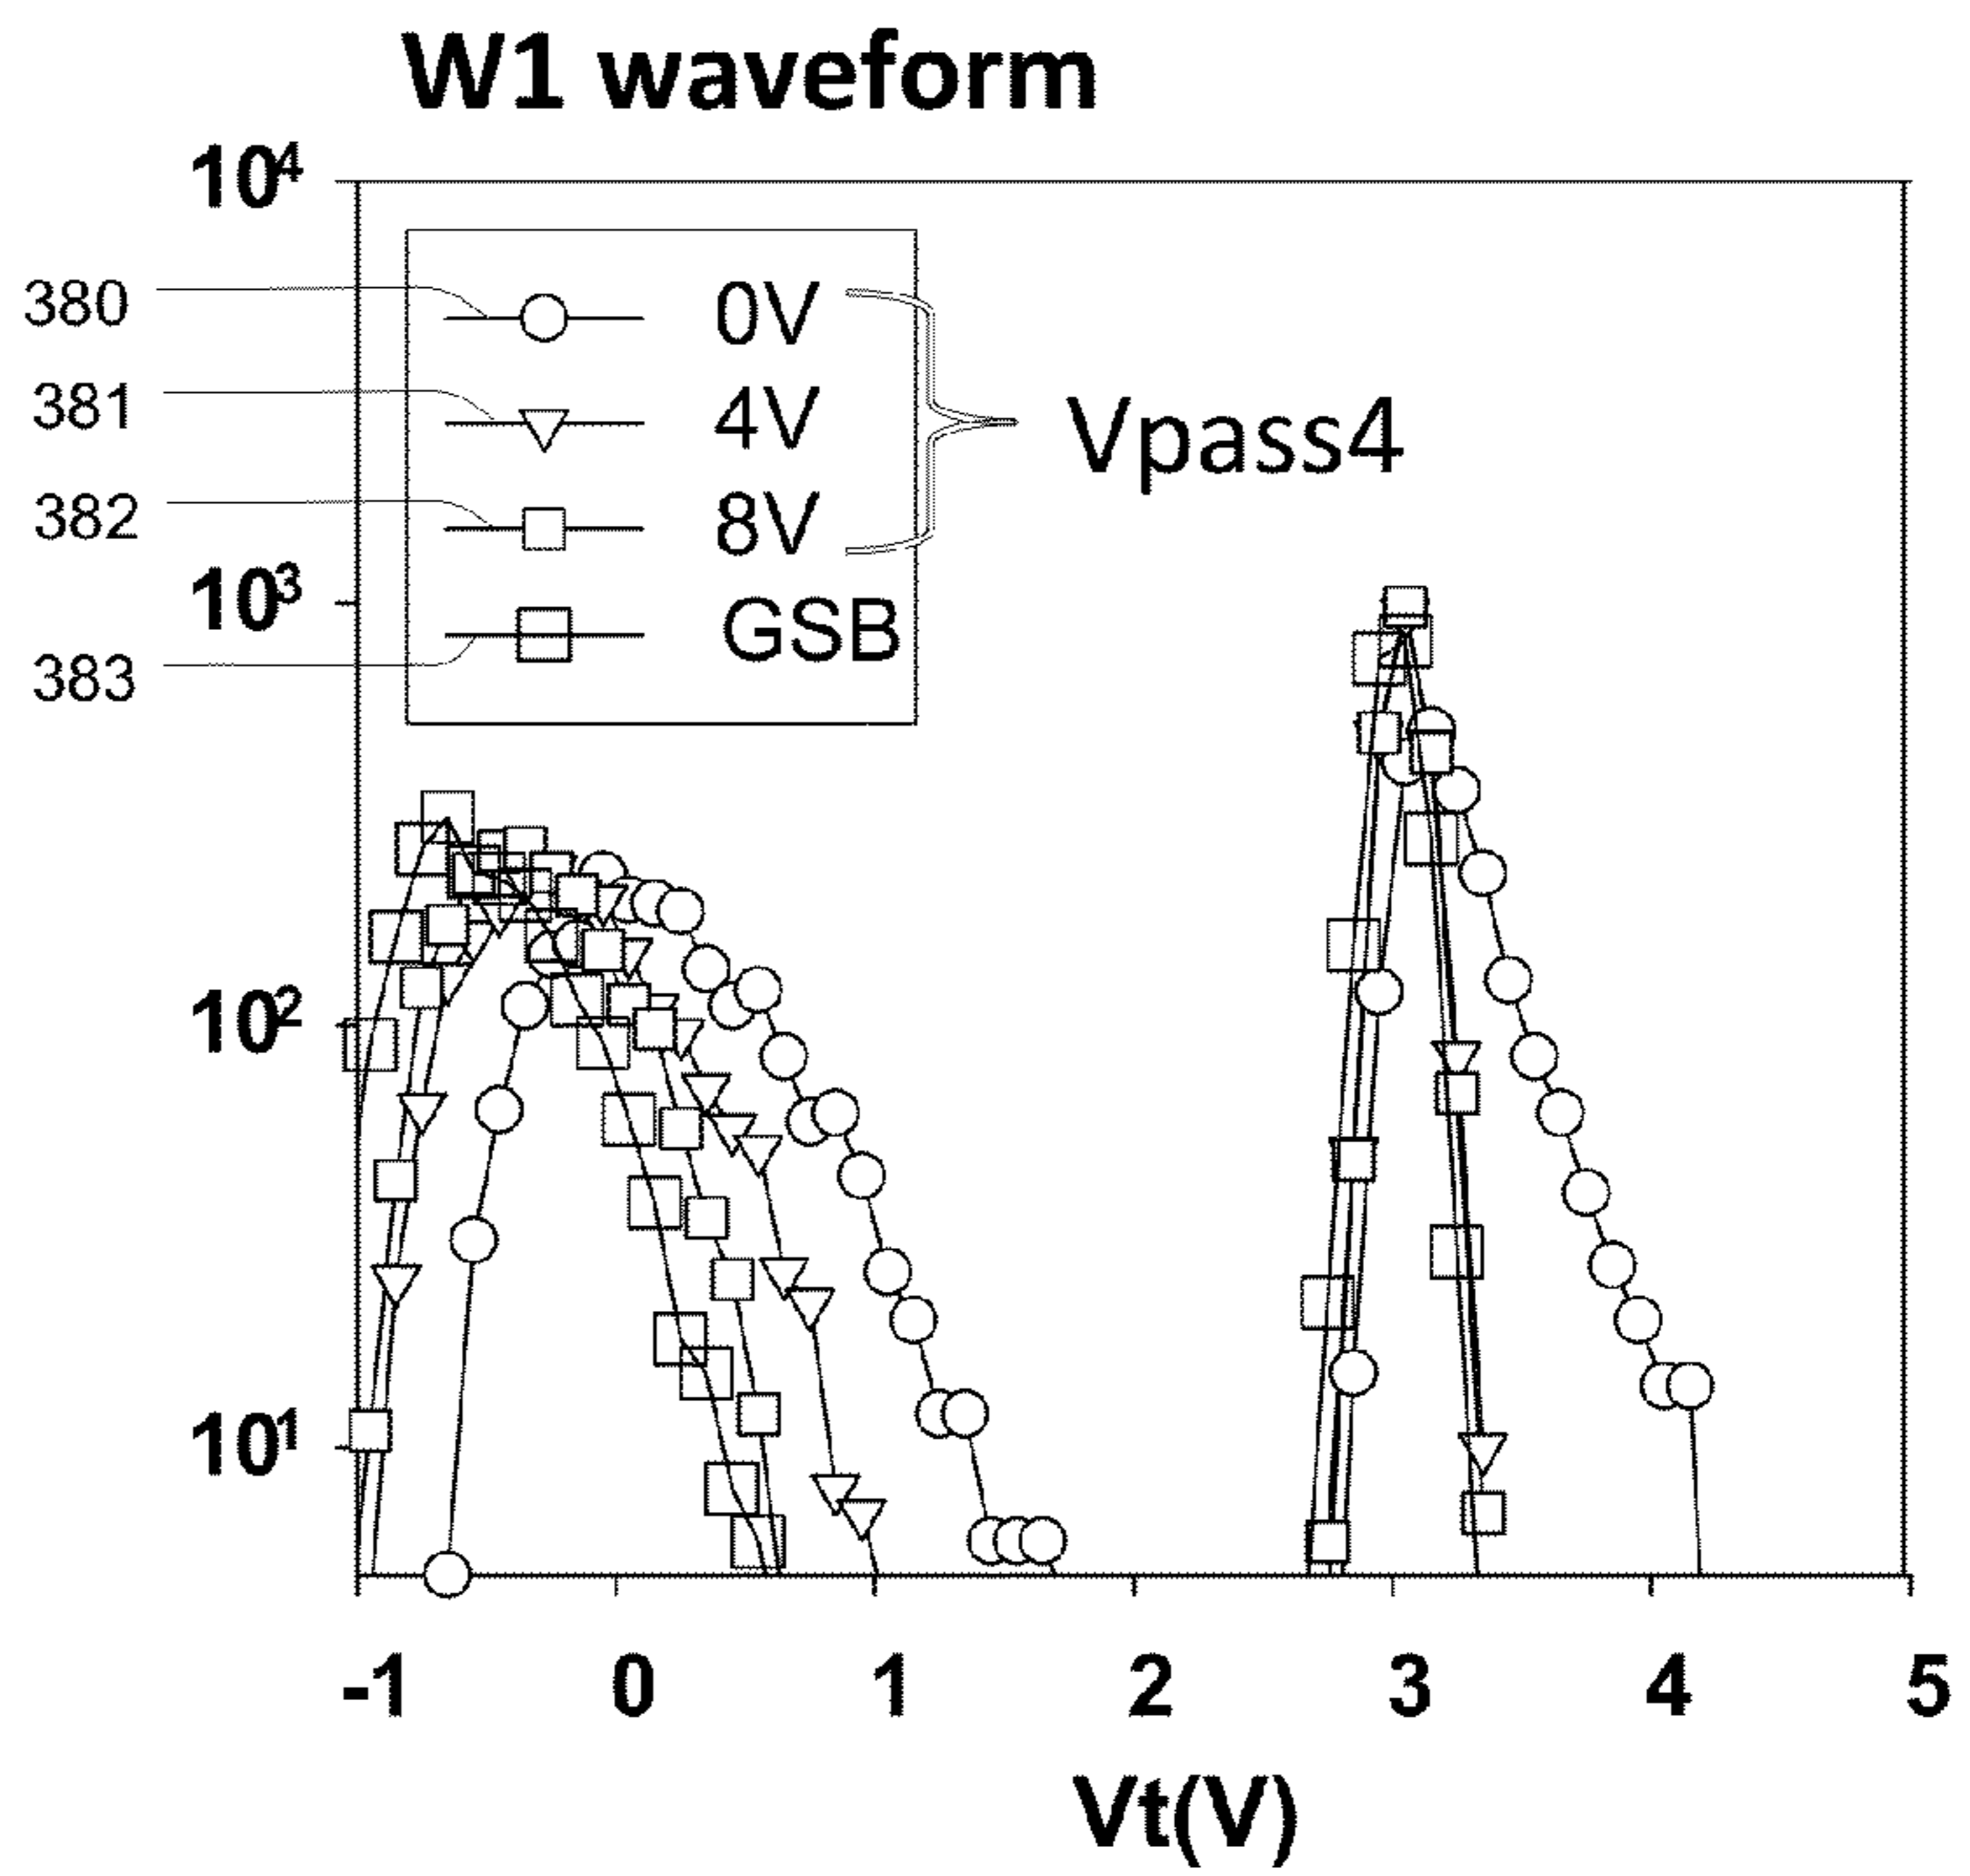 W1 waveform
10⁴
380 0V
381 4V
Vpass4
382 8V
10³
GSB
383
10²
10¹
-1 0 1 2 3 4 5
Vt(V)